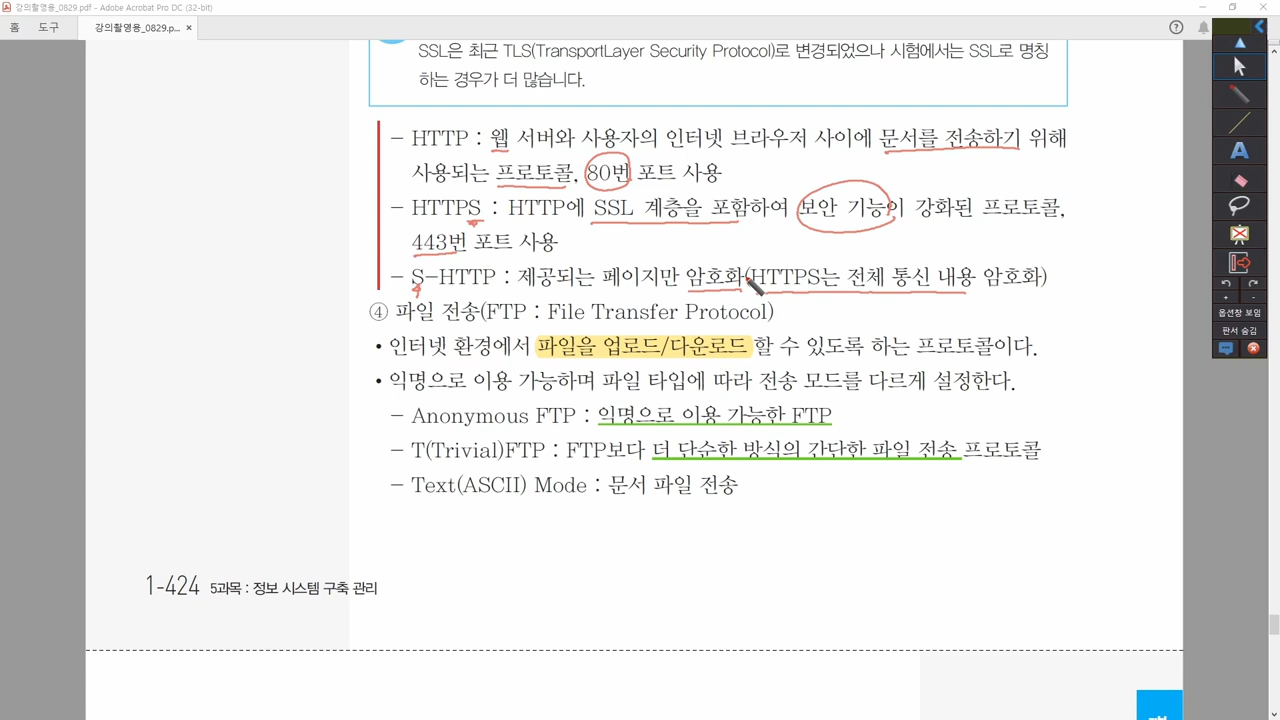 강의촬영용_0829.pdf - Adobe Acrobat Pro DC (32-bit)
홈 도구 강의촬영용_0829.p... ×
SSL은 최근 TLS(TransportLayer Security Protocol)로 변경되었으나 시험에서는 SSL로 명칭
하는 경우가 더 많습니다.
- HTTP : 웹 서버와 사용자의 인터넷 브라우저 사이에 문서를 전송하기 위해
사용되는 프로토콜, 80번 포트 사용
- HTTPS : HTTP에 SSL 계층을 포함하여 보안 기능이 강화된 프로토콜,
443번 포트 사용
- S-HTTP : 제공되는 페이지만 암호화(HTTPS는 전체 통신 내용 암호화)
④ 파일 전송(FTP : File Transfer Protocol)
• 인터넷 환경에서 파일을 업로드/다운로드 할 수 있도록 하는 프로토콜이다.
• 익명으로 이용 가능하며 파일 타입에 따라 전송 모드를 다르게 설정한다.
- Anonymous FTP : 익명으로 이용 가능한 FTP
- T(Trivial)FTP : FTP보다 더 단순한 방식의 간단한 파일 전송 프로토콜
- Text(ASCII) Mode : 문서 파일 전송
1-424 5과목 : 정보 시스템 구축 관리
옵션창 보임
판서 숨김